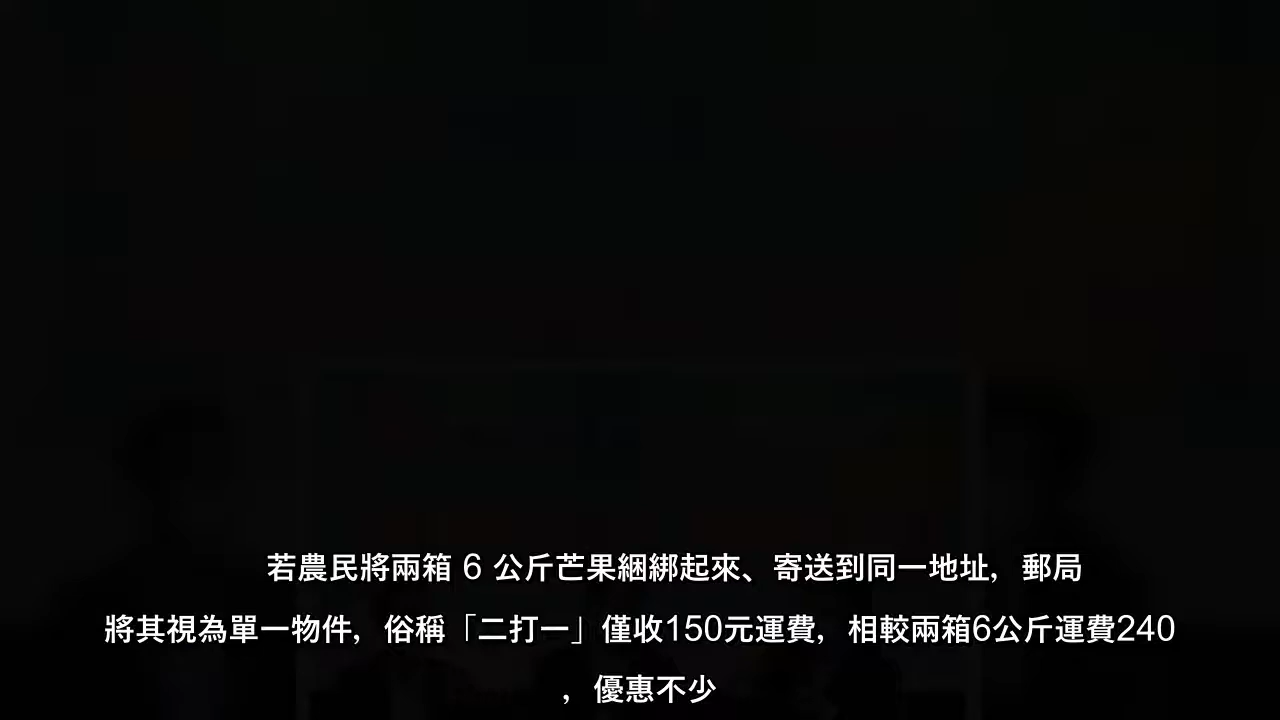 若農民將兩箱 6 公斤芒果綑綁起來、寄送到同一地址，郵局
將其視為單一物件，俗稱「二打一」僅收150元運費，相較兩箱6公斤運費240
，優惠不少